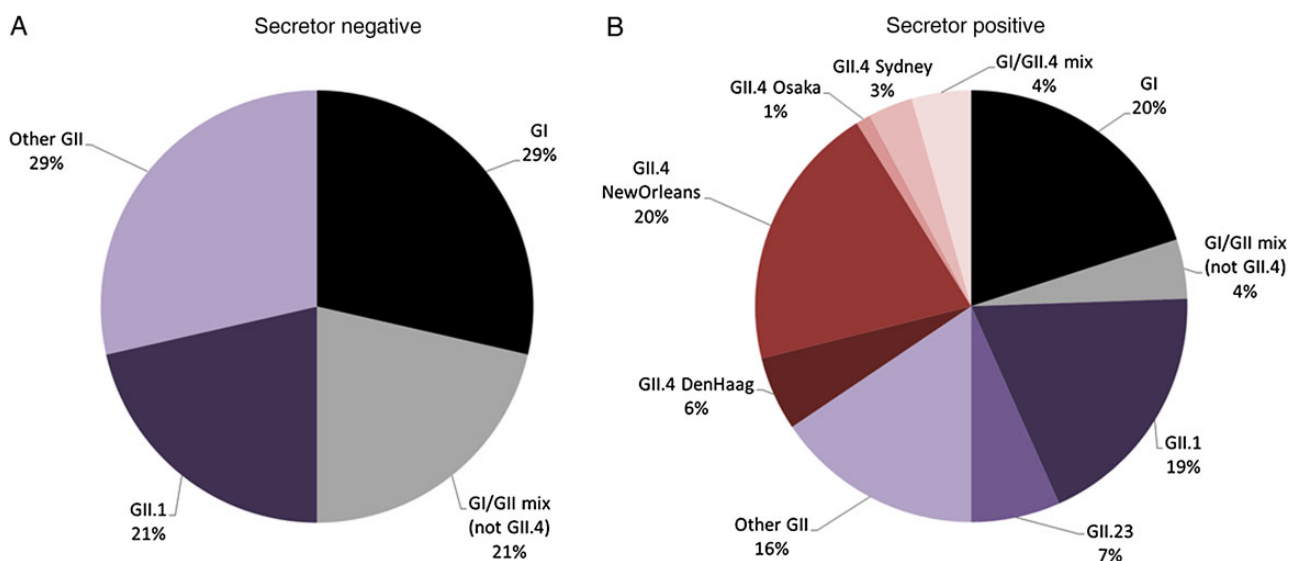 A
Secretor negative
Other GII
29%
GI
29%
GII.1
21%
GI/GII mix
(not GII.4)
21%
B
Secretor positive
GII.4 Osaka
1%
GII.4 Sydney
3%
GI/GII.4 mix
4%
GI
20%
GII.4
NewOrleans
20%
GI/GII mix
(not GII.4)
4%
GII.4 DenHaag
6%
GII.1
19%
Other GII
16%
GII.23
7%